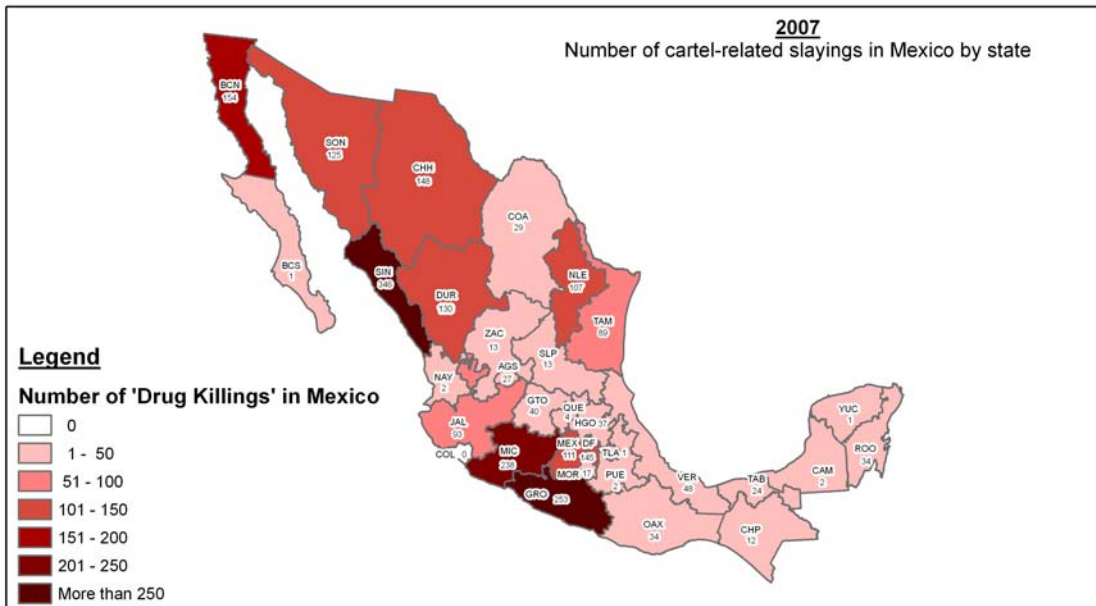 2007
Number of cartel-related slayings in Mexico by state
BCN
154
SON
125
CHH
148
COA
29
BCS
1
SIN
346
DUR
130
NLE
107
TAM
89
ZAC
13
SLP
13
AGS
27
NAY
2
GTO
40
QUE
4
HGO 37
JAL
93
COL 0
MIC
238
MEX
111
DF
145
TLA 1
MOR 17
PUE
2
GRO 253
VER
48
OAX
34
TAB
24
CHP
12
CAM
2
YUC
1
ROO
34
Legend
Number of 'Drug Killings' in Mexico
0
1 - 50
51 - 100
101 - 150
151 - 200
201 - 250
More than 250